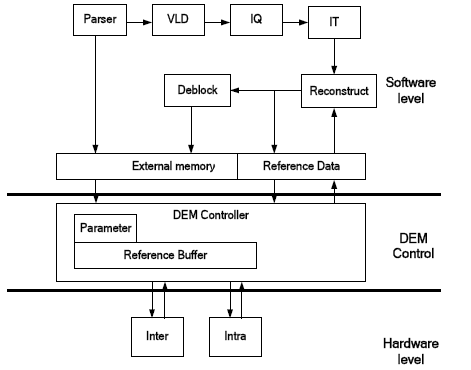 Parser
VLD
IQ
IT
Deblock
Reconstruct
Software
level
External memory
Reference Data
DEM Controller
Parameter
Reference Buffer
DEM
Control
Inter
Intra
Hardware
level